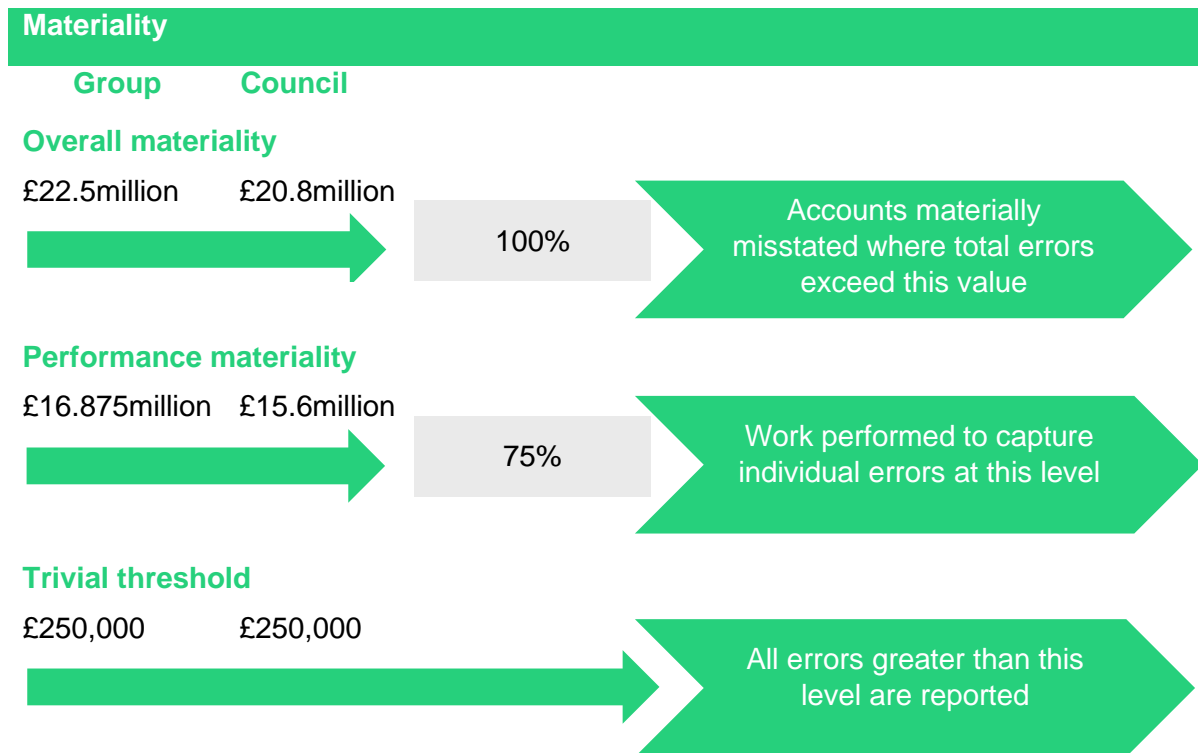 Materiality
Group Council
Overall materiality
£22.5million £20.8million
100%
Accounts materially
misstated where total errors
exceed this value
Performance materiality
£16.875million £15.6million
75%
Work performed to capture
individual errors at this level
Trivial threshold
£250,000 £250,000
All errors greater than this
level are reported